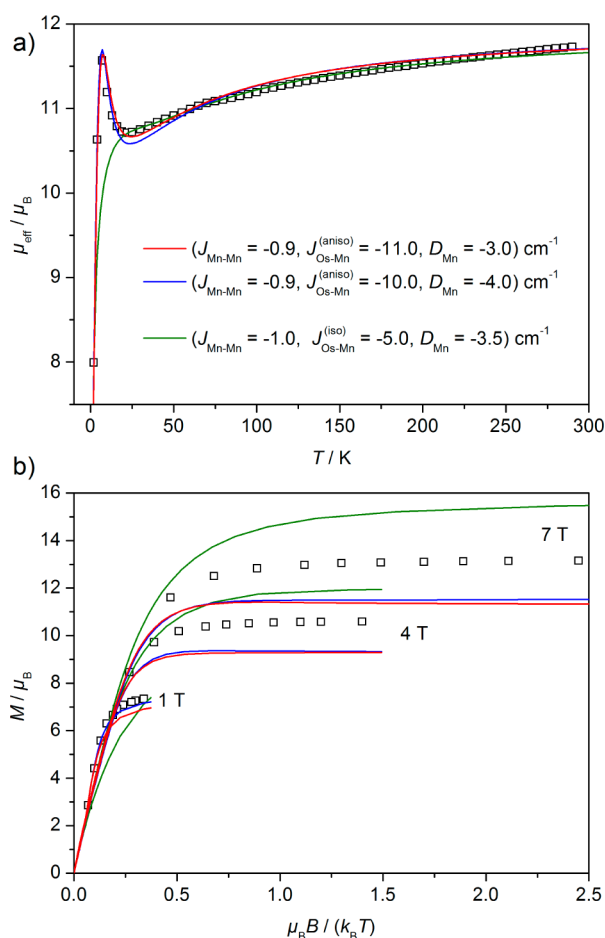 a)
12
11
10
9
8
μeff / μB
(JMn-Mn = -0.9, J(aniso)Os-Mn = -11.0, DMn = -3.0) cm-1
(JMn-Mn = -0.9, J(aniso)Os-Mn = -10.0, DMn = -4.0) cm-1
(JMn-Mn = -1.0, J(iso)Os-Mn = -5.0, DMn = -3.5) cm-1
0 50 100 150 200 250 300
T / K
b)
16
14
12
10
8
6
4
2
0
M / μB
7 T
4 T
1 T
0.0 0.5 1.0 1.5 2.0 2.5
μBB / (kBT)